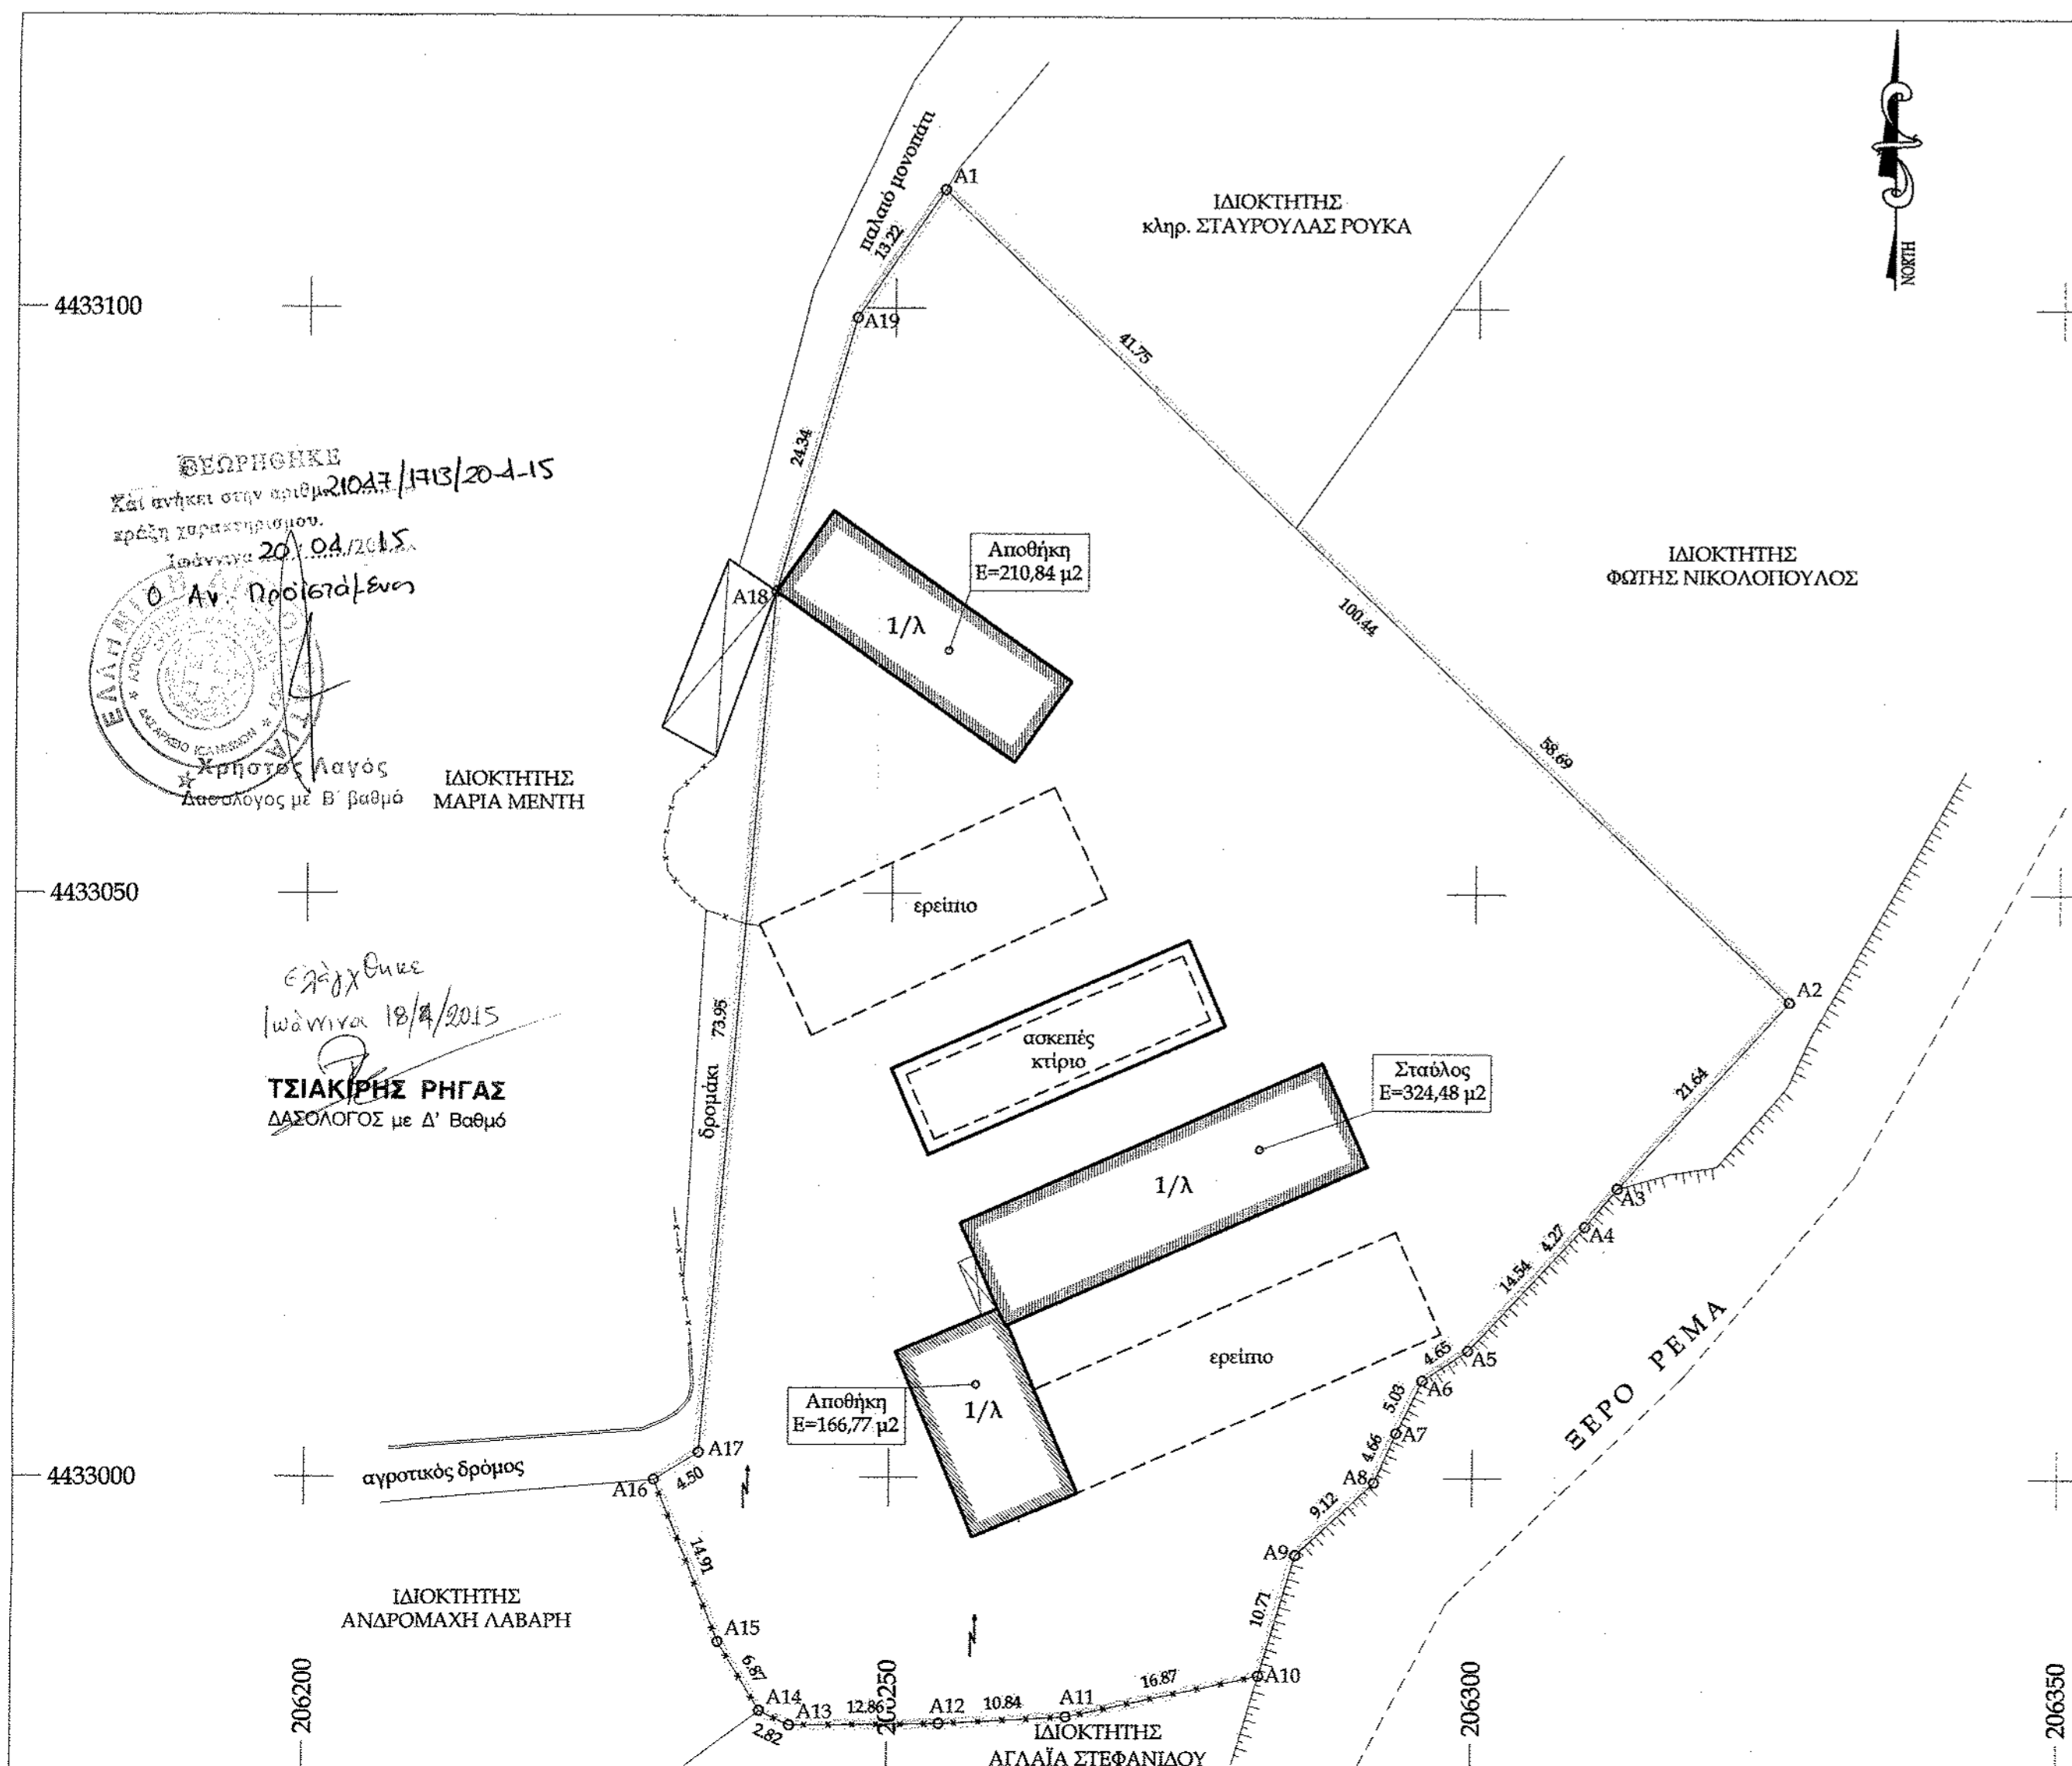 παλαιό μονοπάτι
A1
13.22
ΙΔΙΟΚΤΗΤΗΣ
κληρ. ΣΤΑΥΡΟΥΛΑΣ ΡΟΥΚΑ
NORTH
4433100
A19
41.75
24.34
ΘΕΩΡΗΘΗΚΕ
Και ανήκει στην αριθμ. 21047/1713/20-4-15
πράξη χαρακτηρισμου.
Ιωάννινα 20/04/2015
Ο Αν Προϊστάμενος
ΔΑΣΑΡΧΕΙΟ ΙΩΑΝΝΙΝΩΝ
Χρήστος Λαγός
Δασολόγος με Β΄ βαθμό
Αποθήκη
Ε=210,84 μ2
A18
1/λ
ΙΔΙΟΚΤΗΤΗΣ
ΦΩΤΗΣ ΝΙΚΟΛΟΠΟΥΛΟΣ
100.44
58.69
ΙΔΙΟΚΤΗΤΗΣ
ΜΑΡΙΑ ΜΕΝΤΗ
4433050
ερείπιο
ελέγχθηκε
Ιωάννινα 18/4/2015
ΤΣΙΑΚΙΡΗΣ ΡΗΓΑΣ
ΔΑΣΟΛΟΓΟΣ με Δ' Βαθμό
73.95
δρομάκι
ασκεπές
κτίριο
A2
21.64
Σταύλος
Ε=324,48 μ2
1/λ
A3
A4
4.27
14.54
ΞΕΡΟ ΡΕΜΑ
ερείπιο
4.65
A5
A6
5.03
A7
4.66
A8
Αποθήκη
Ε=166,77 μ2
1/λ
A17
4433000
αγροτικός δρόμος
A16
4.50
9.12
A9
14.91
10.71
ΙΔΙΟΚΤΗΤΗΣ
ΑΝΔΡΟΜΑΧΗ ΛΑΒΑΡΗ
A15
6.87
A14
2.82
A13
12.86
A12
10.84
A11
16.87
A10
ΙΔΙΟΚΤΗΤΗΣ
ΑΓΛΑΪΑ ΣΤΕΦΑΝΙΔΟΥ
206200
206250
206300
206350